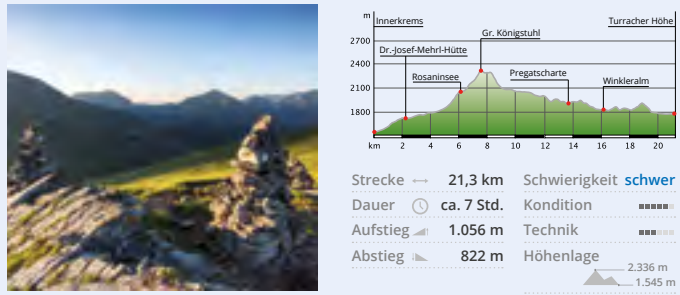 m
Innerkrems
Turracher Höhe
Gr. Königstuhl
2700
Dr.-Josef-Mehrl-Hütte
2400
Rosaninsee
Pregatscharte
Winkleralm
2100
1800
km 2 4 6 8 10 12 14 16 18 20
Strecke 21,3 km
Schwierigkeit schwer
Dauer ca. 7 Std.
Kondition
Aufstieg 1.056 m
Technik
Abstieg 822 m
Höhenlage
2.336 m
1.545 m